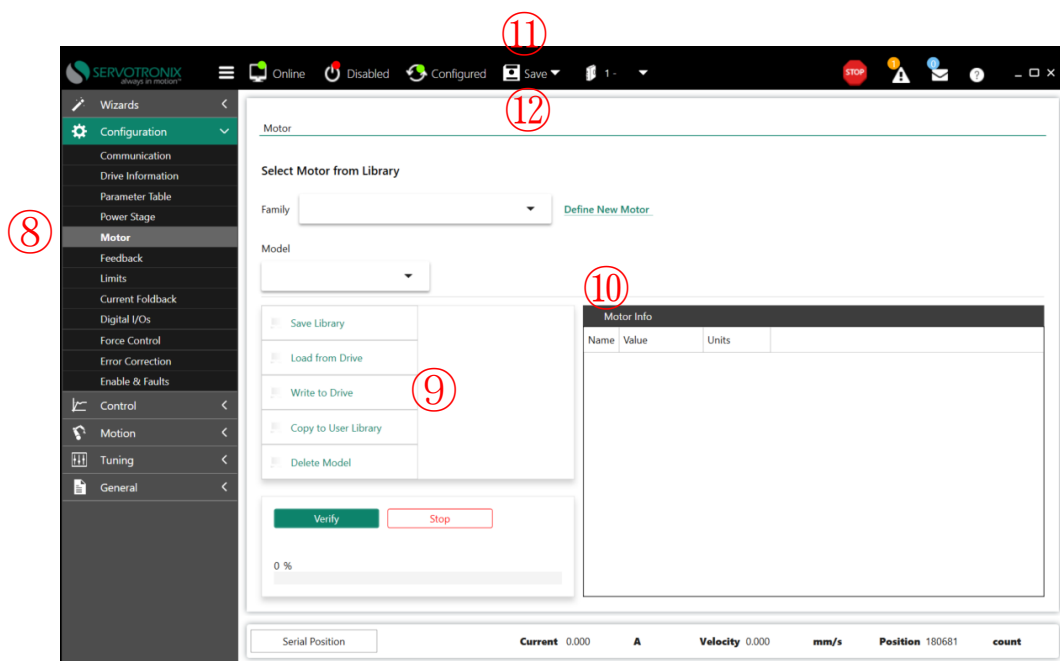 ⑪
SERVOTRONIX
always in motion™
Online
Disabled
Configured
Save
1 -
STOP
1
0
?
⑫
Wizards
Configuration
Communication
Drive Information
Parameter Table
Power Stage
⑧
Motor
Feedback
Limits
Current Foldback
Digital I/Os
Force Control
Error Correction
Enable & Faults
Control
Motion
Tuning
General
Motor
Select Motor from Library
Family
Define New Motor
Model
⑩
Save Library
Load from Drive
Write to Drive
⑨
Copy to User Library
Delete Model
Motor Info
Name Value Units
Verify Stop
0 %
Serial Position Current 0.000 A Velocity 0.000 mm/s Position 180681 count